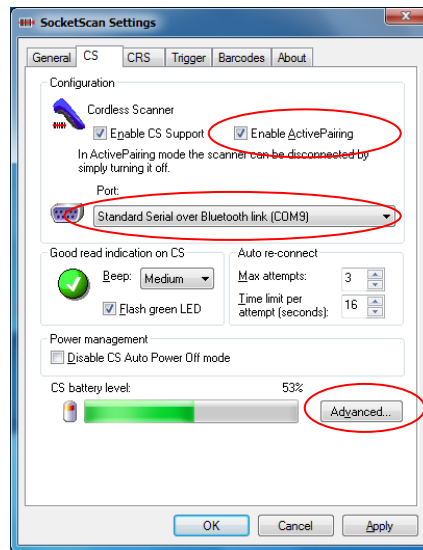 SocketScan Settings
General CS CRS Trigger Barcodes About
Configuration
Cordless Scanner
Enable CS Support Enable ActivePairing
In ActivePairing mode the scanner can be disconnected by
simply turning it off.
Port:
Standard Serial over Bluetooth link (COM9)
Good read indication on CS Auto re-connect
Beep: Medium Max attempts: 3
Flash green LED Time limit per
attempt (seconds): 16
Power management
Disable CS Auto Power Off mode
CS battery level: 53%
Advanced...
OK Cancel Apply